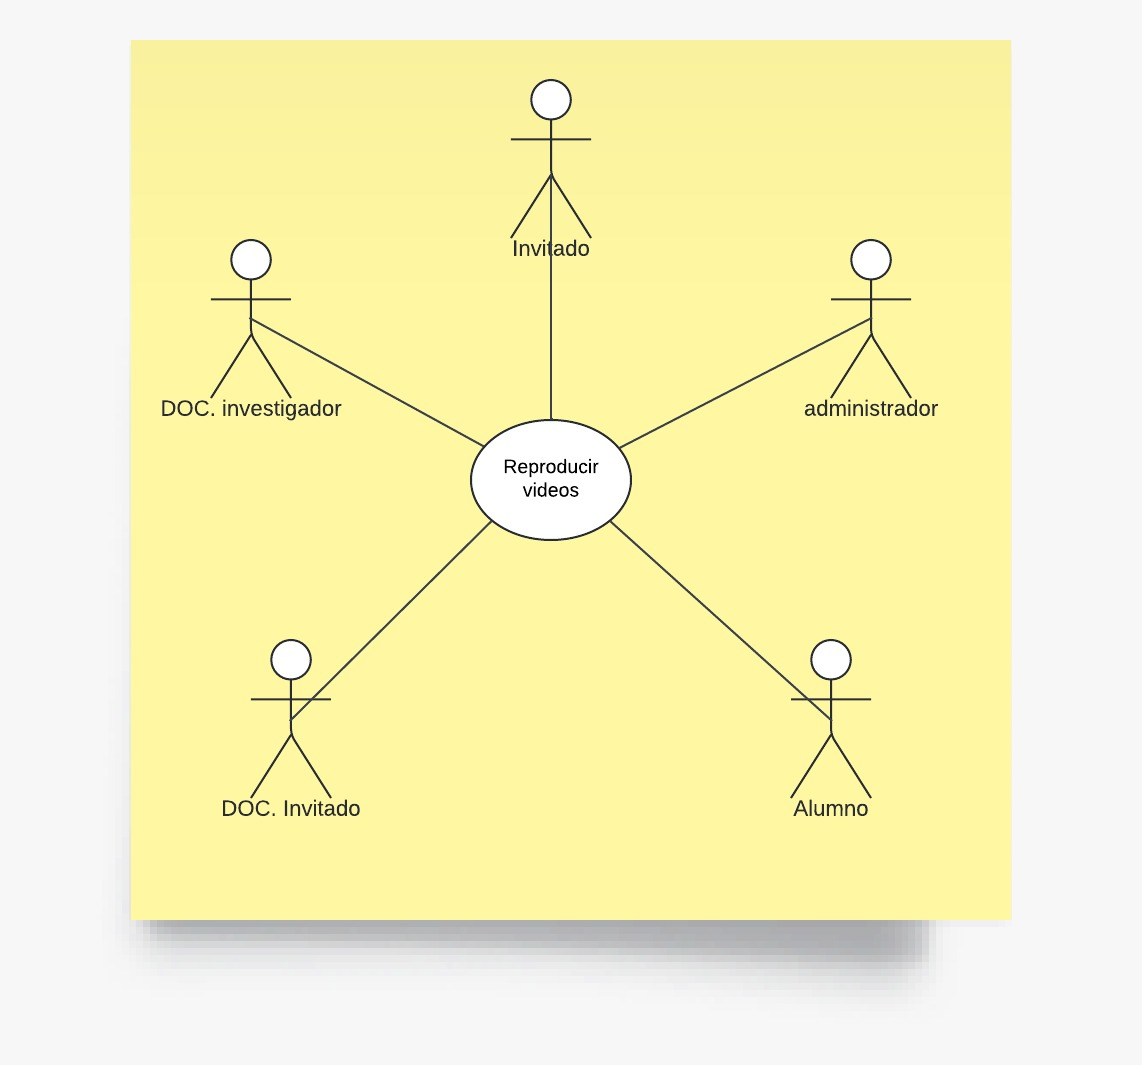 Invitado
DOC. investigador
administrador
Reproducir
videos
DOC. Invitado
Alumno